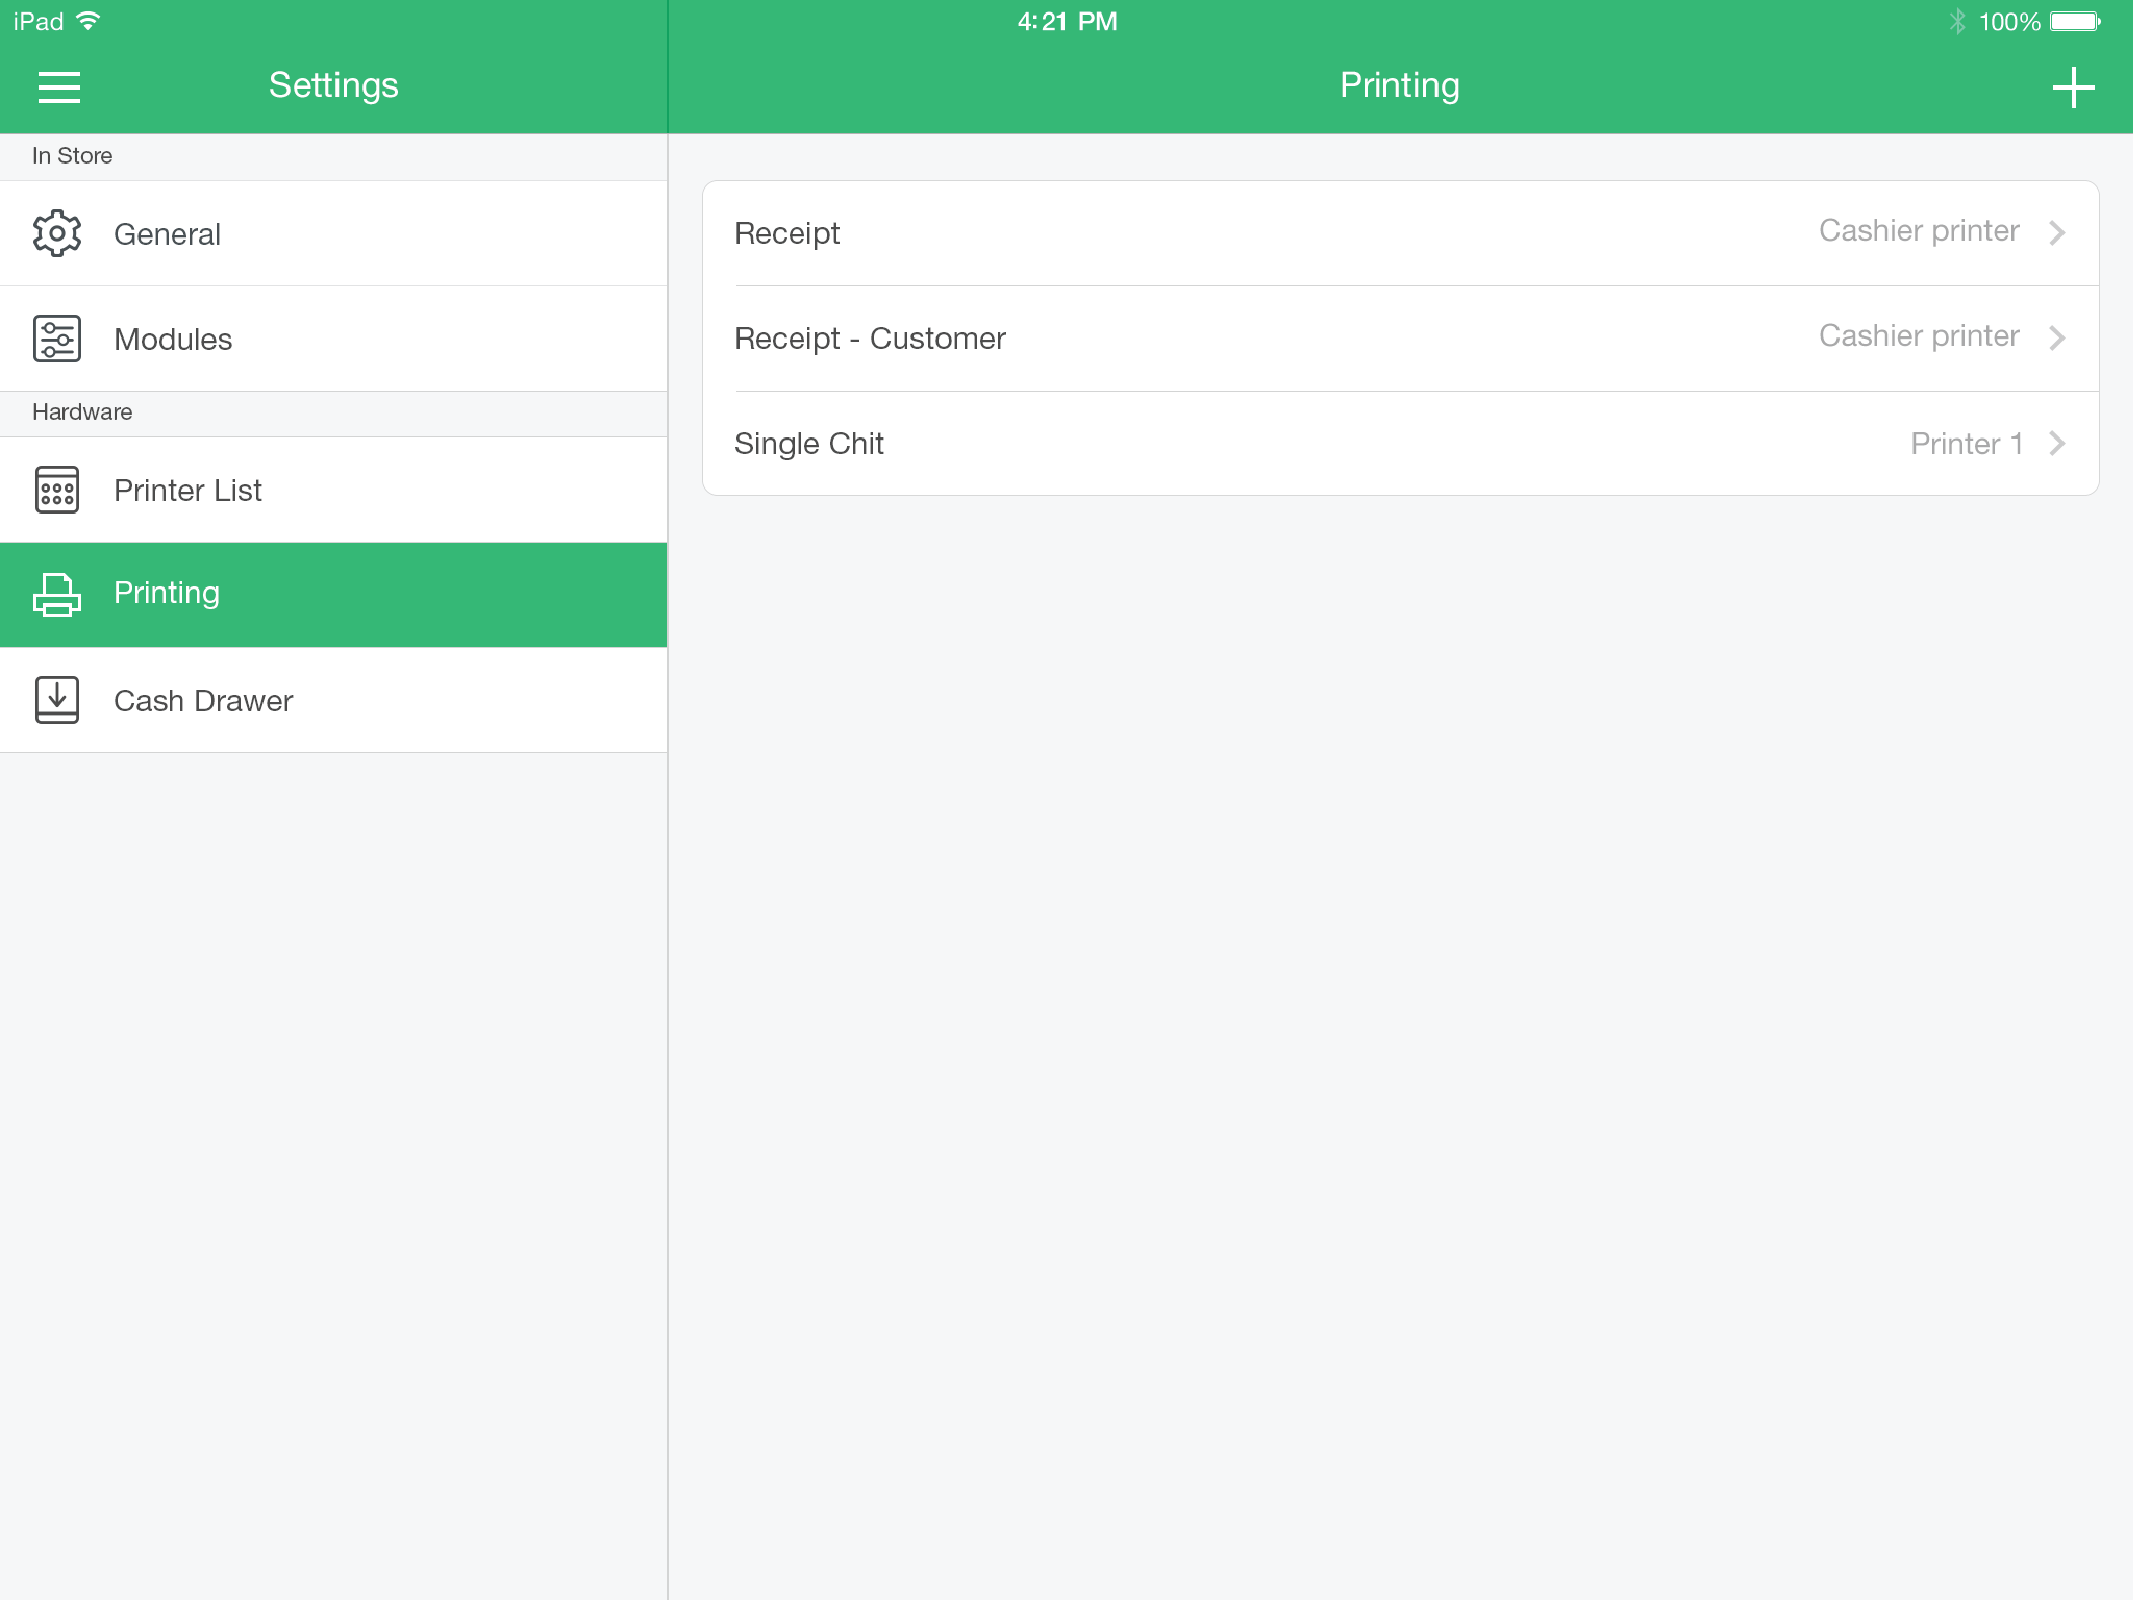 iPad
4:21 PM
100%
Settings
Printing
In Store
General
Modules
Hardware
Printer List
Printing
Cash Drawer
Receipt Cashier printer
Receipt - Customer Cashier printer
Single Chit Printer 1